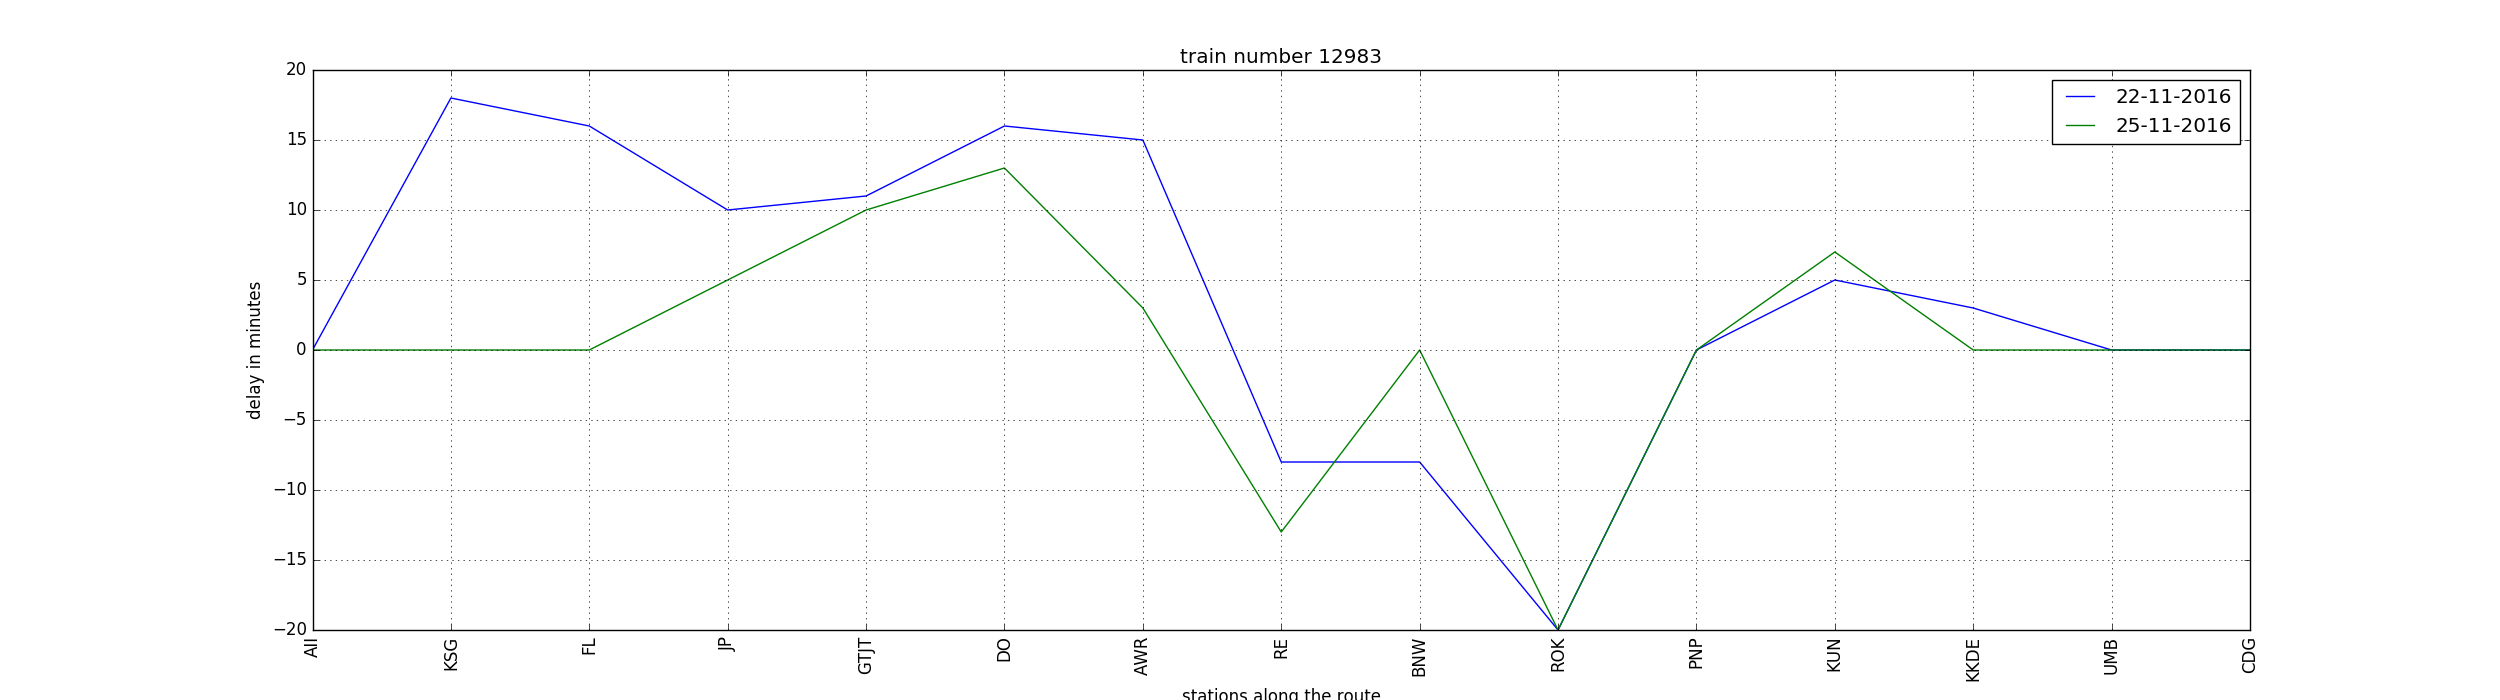 train number 12983
20
15
10
5
0
−5
−10
−15
−20
delay in minutes
22-11-2016
25-11-2016
AII
KSG
FL
JP
GTJT
DO
AWR
RE
BNW
ROK
PNP
KUN
KKDE
UMB
CDG
stations along the route